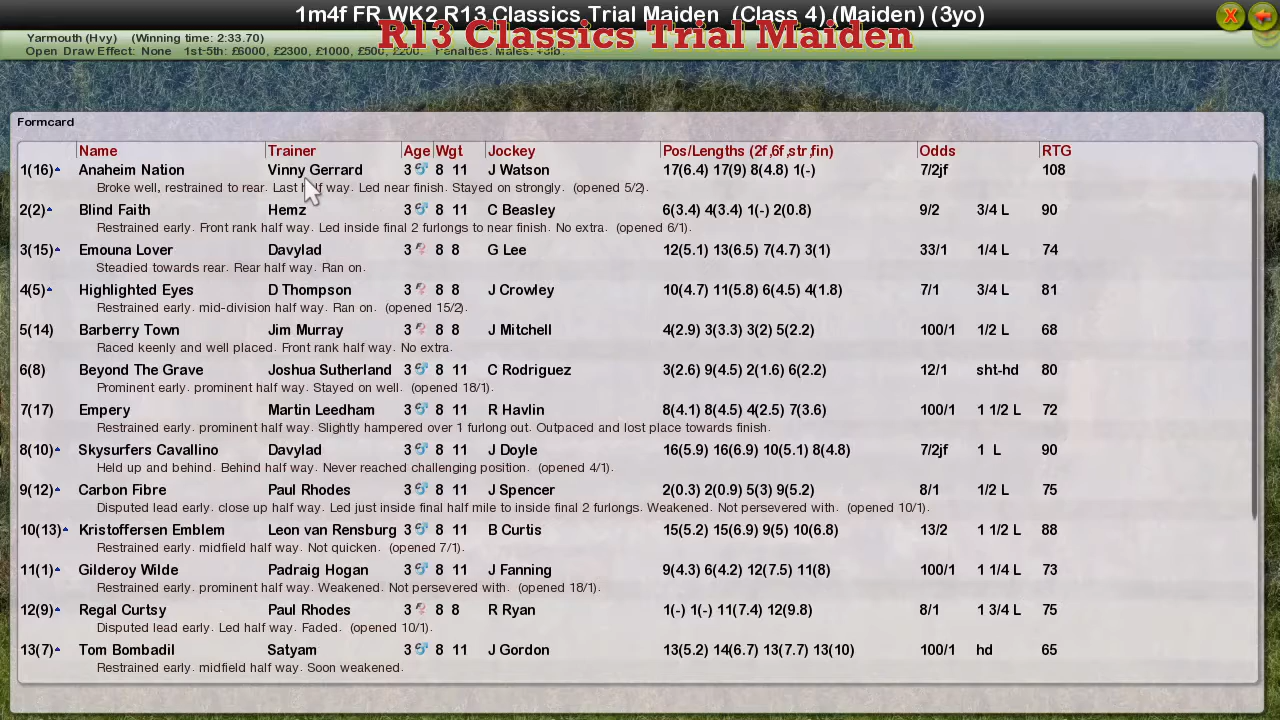 1m4f FR WK2 R13 Classics Trial Maiden (Class 4) (Maiden) (3yo)
R13 Classics Trial Maiden
Yarmouth (Hvy) (Winning time: 2:33.70)
Open Draw Effect: None 1st-5th: £6000, £2300, £1000, £500, £200. Penalties: Males: +3lb.
Formcard
Name Trainer Age Wgt Jockey Pos/Lengths (2f,6f,str,fin) Odds RTG
1(16) Anaheim Nation Vinny Gerrard 3 8 11 J Watson 17(6.4) 17(9) 8(4.8) 1(-) 7/2jf 108
Broke well, restrained to rear. Last half way. Led near finish. Stayed on strongly. (opened 5/2).
2(2) Blind Faith Hemz 3 8 11 C Beasley 6(3.4) 4(3.4) 1(-) 2(0.8) 9/2 3/4 L 90
Restrained early. Front rank half way. Led inside final 2 furlongs to near finish. No extra. (opened 6/1).
3(15) Emouna Lover Davylad 3 8 8 G Lee 12(5.1) 13(6.5) 7(4.7) 3(1) 33/1 1/4 L 74
Steadied towards rear. Rear half way. Ran on.
4(5) Highlighted Eyes D Thompson 3 8 8 J Crowley 10(4.7) 11(5.8) 6(4.5) 4(1.8) 7/1 3/4 L 81
Restrained early. mid-division half way. Ran on. (opened 15/2).
5(14) Barberry Town Jim Murray 3 8 8 J Mitchell 4(2.9) 3(3.3) 3(2) 5(2.2) 100/1 1/2 L 68
Raced keenly and well placed. Front rank half way. No extra.
6(8) Beyond The Grave Joshua Sutherland 3 8 11 C Rodriguez 3(2.6) 9(4.5) 2(1.6) 6(2.2) 12/1 sht-hd 80
Prominent early. prominent half way. Stayed on well. (opened 18/1).
7(17) Empery Martin Leedham 3 8 11 R Havlin 8(4.1) 8(4.5) 4(2.5) 7(3.6) 100/1 1 1/2 L 72
Restrained early. prominent half way. Slightly hampered over 1 furlong out. Outpaced and lost place towards finish.
8(10) Skysurfers Cavallino Davylad 3 8 11 J Doyle 16(5.9) 16(6.9) 10(5.1) 8(4.8) 7/2jf 1 L 90
Held up and behind. Behind half way. Never reached challenging position. (opened 4/1).
9(12) Carbon Fibre Paul Rhodes 3 8 11 J Spencer 2(0.3) 2(0.9) 5(3) 9(5.2) 8/1 1/2 L 75
Disputed lead early. close up half way. Led just inside final half mile to inside final 2 furlongs. Weakened. Not persevered with. (opened 10/1).
10(13) Kristoffersen Emblem Leon van Rensburg 3 8 11 B Curtis 15(5.2) 15(6.9) 9(5) 10(6.8) 13/2 1 1/2 L 88
Restrained early. midfield half way. Not quicken. (opened 7/1).
11(1) Gilderoy Wilde Padraig Hogan 3 8 11 J Fanning 9(4.3) 6(4.2) 12(7.5) 11(8) 100/1 1 1/4 L 73
Restrained early. prominent half way. Weakened. Not persevered with. (opened 18/1).
12(9) Regal Curtsy Paul Rhodes 3 8 8 R Ryan 1(-) 1(-) 11(7.4) 12(9.8) 8/1 1 3/4 L 75
Disputed lead early. Led half way. Faded. (opened 10/1).
13(7) Tom Bombadil Satyam 3 8 11 J Gordon 13(5.2) 14(6.7) 13(7.7) 13(10) 100/1 hd 65
Restrained early. midfield half way. Soon weakened.